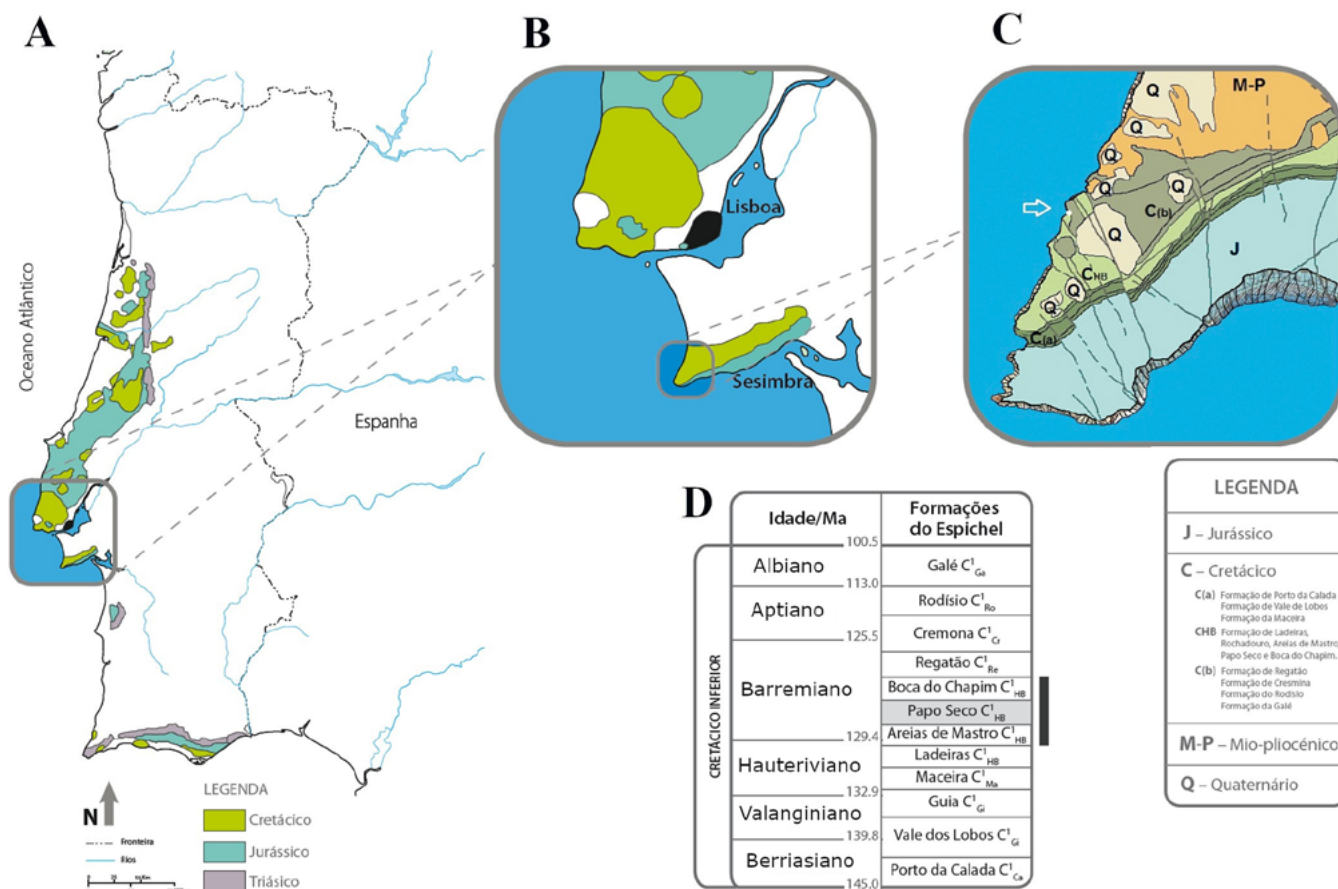 A
Oceano Atlântico
Espanha
N
Fronteira
Rios
LEGENDA
Cretácico
Jurássico
Triásico
B
Lisboa
Sesimbra
C
Q
M-P
Q
Q
Q
Q
C(b)
Q
J
CHB
Q
Q
C(a)
D
Idade/Ma
Formações
do Espichel
CRETÁCICO INFERIOR
100.5
Albiano
Galé C¹Ga
113.0
Aptiano
Rodísio C¹Ro
Cremona C¹Cr
125.5
Barremiano
Regatão C¹Re
Boca do Chapim C¹HB
Papo Seco C¹HB
Areias de Mastro C¹HB
129.4
Hauteriviano
Ladeiras C¹HB
Maceira C¹Ma
132.9
Valanginiano
Guia C¹Gi
139.8
Vale dos Lobos C¹Gi
Berriasiano
Porto da Calada C¹Ca
145.0
LEGENDA
J – Jurássico
C – Cretácico
C(a) Formação de Porto da Calada
Formação de Vale de Lobos
Formação da Maceira
CHB Formação de Ladeiras,
Rochadouro, Areias de Mastro,
Papo Seco e Boca do Chapim.
C(b) Formação de Regatão
Formação de Cresmina
Formação do Rodísio
Formação da Galé
M-P – Mio-pliocénico
Q – Quaternário